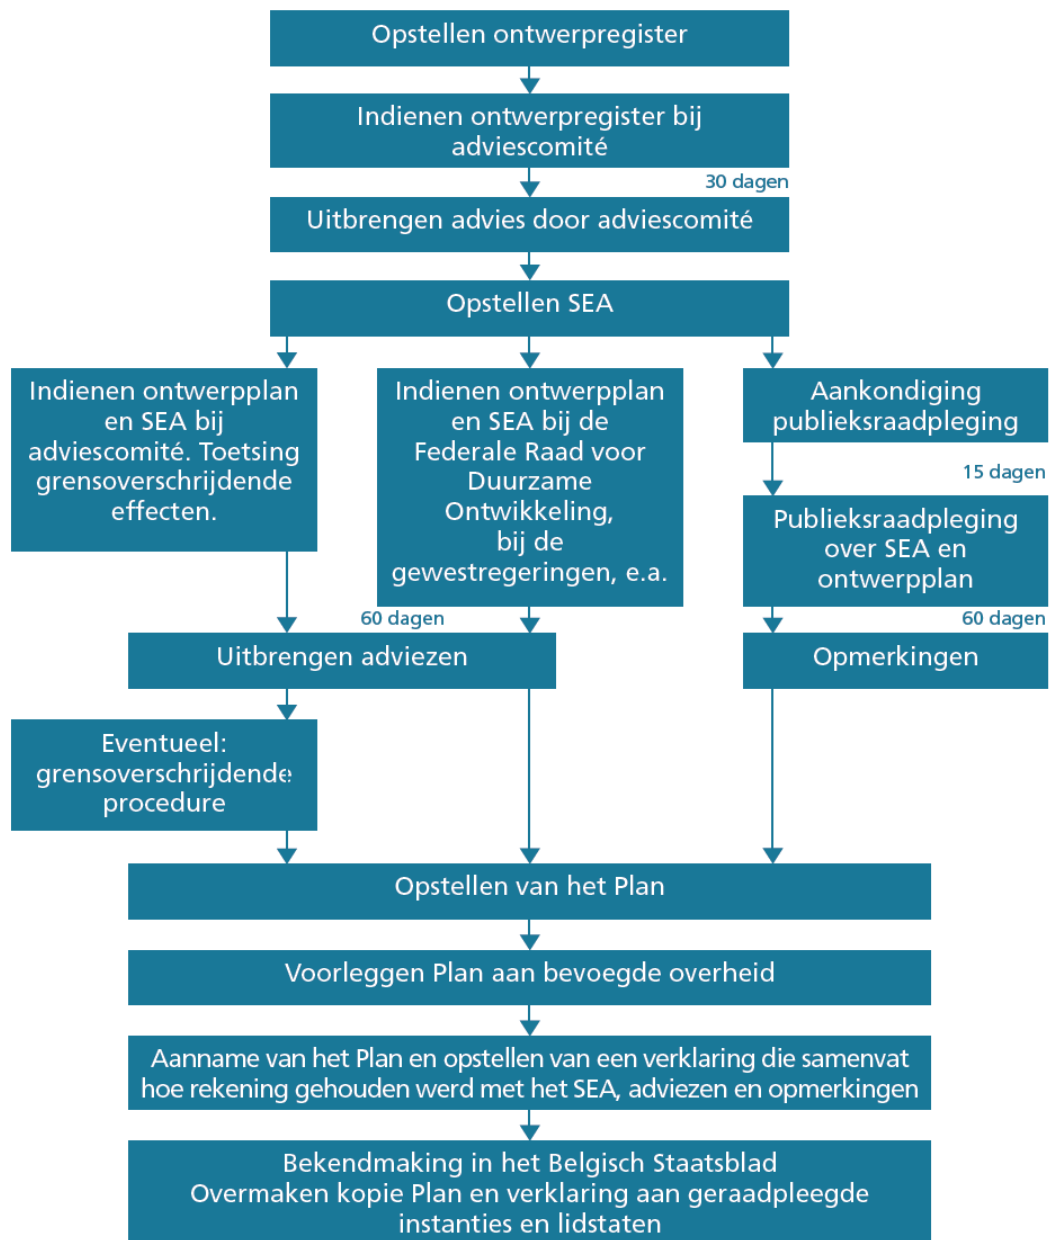 Opstellen ontwerpregister
Indienen ontwerpregister bij
adviescomité
30 dagen
Uitbrengen advies door adviescomité
Opstellen SEA
Indienen ontwerpplan
en SEA bij
adviescomité. Toetsing
grensoverschrijdende
effecten.
Indienen ontwerpplan
en SEA bij de
Federale Raad voor
Duurzame
Ontwikkeling,
bij de
gewestregeringen, e.a.
Aankondiging
publieksraadpleging
15 dagen
Publieksraadpleging
over SEA en
ontwerpplan
60 dagen
60 dagen
Uitbrengen adviezen
Opmerkingen
Eventueel:
grensoverschrijdende
procedure
Opstellen van het Plan
Voorleggen Plan aan bevoegde overheid
Aanname van het Plan en opstellen van een verklaring die samenvat
hoe rekening gehouden werd met het SEA, adviezen en opmerkingen
Bekendmaking in het Belgisch Staatsblad
Overmaken kopie Plan en verklaring aan geraadpleegde
instanties en lidstaten